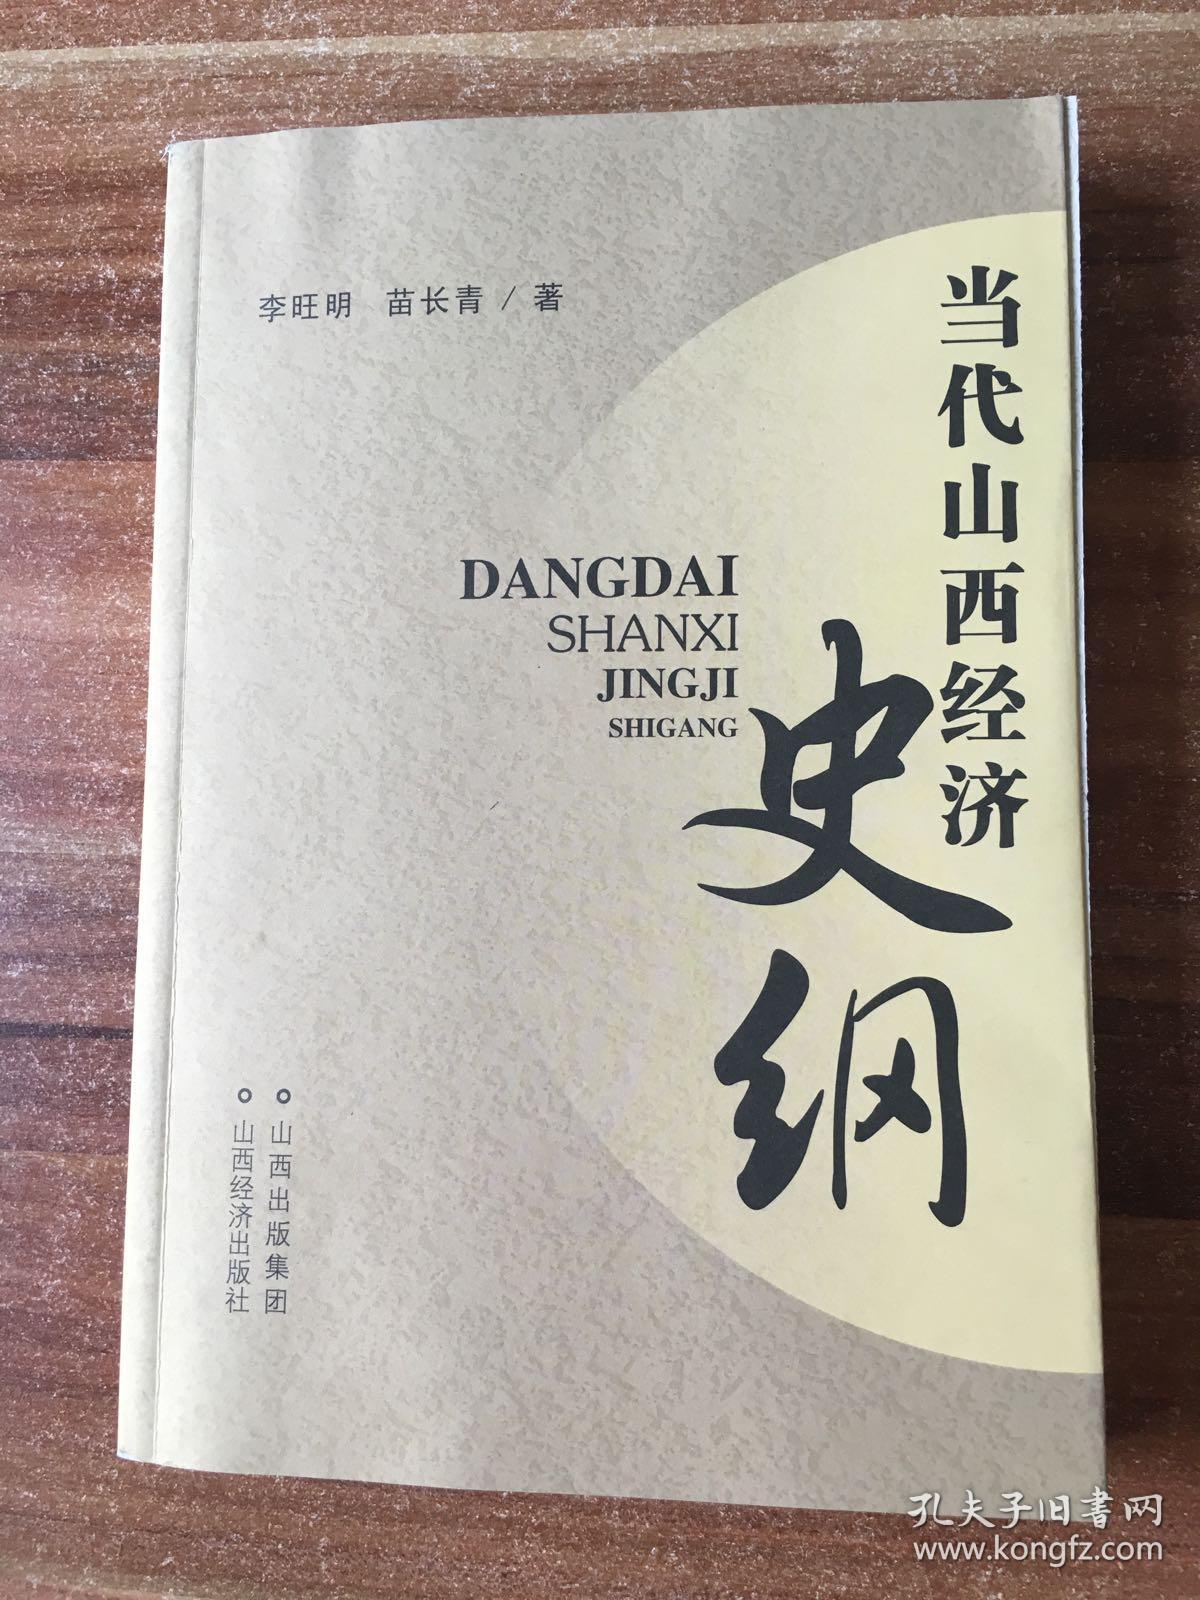 李旺明 苗长青 / 著
当代山西经济
史纲
DANGDAI
SHANXI
JINGJI
SHIGANG
山西出版集团
山西经济出版社
孔夫子旧书网
www.kongfz.com